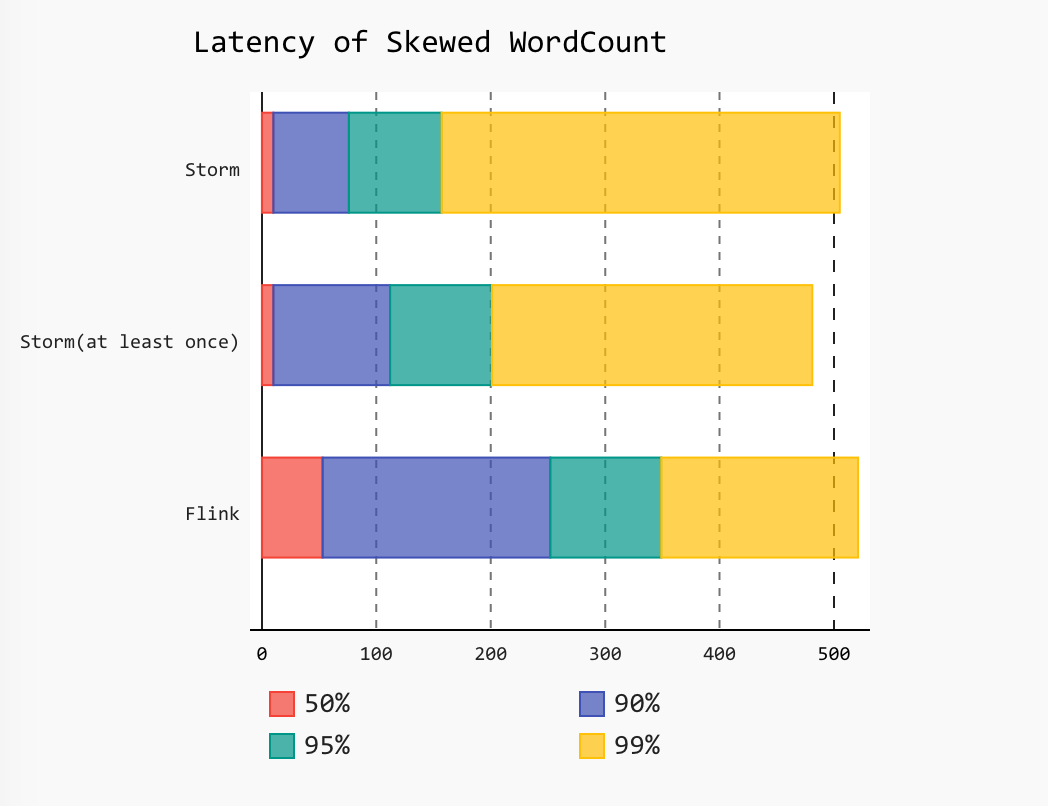 Latency of Skewed WordCount
Storm
Storm(at least once)
Flink
0 100 200 300 400 500
50% 90%
95% 99%